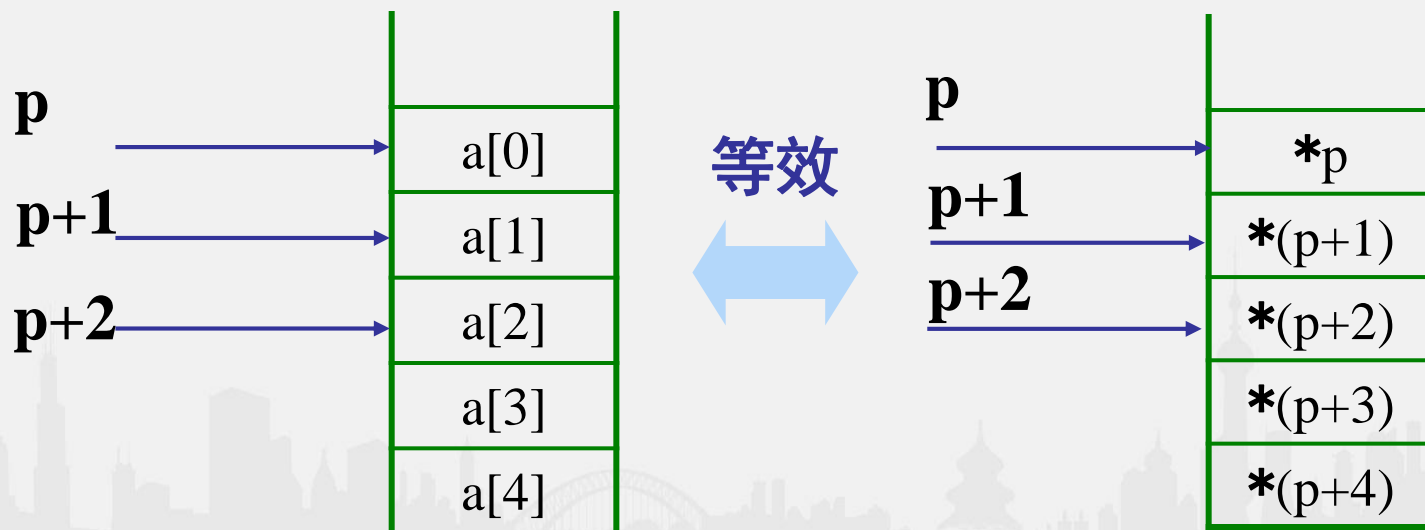 p
p+1
p+2
a[0]
a[1]
a[2]
a[3]
a[4]
等效
p
p+1
p+2
*p
*(p+1)
*(p+2)
*(p+3)
*(p+4)